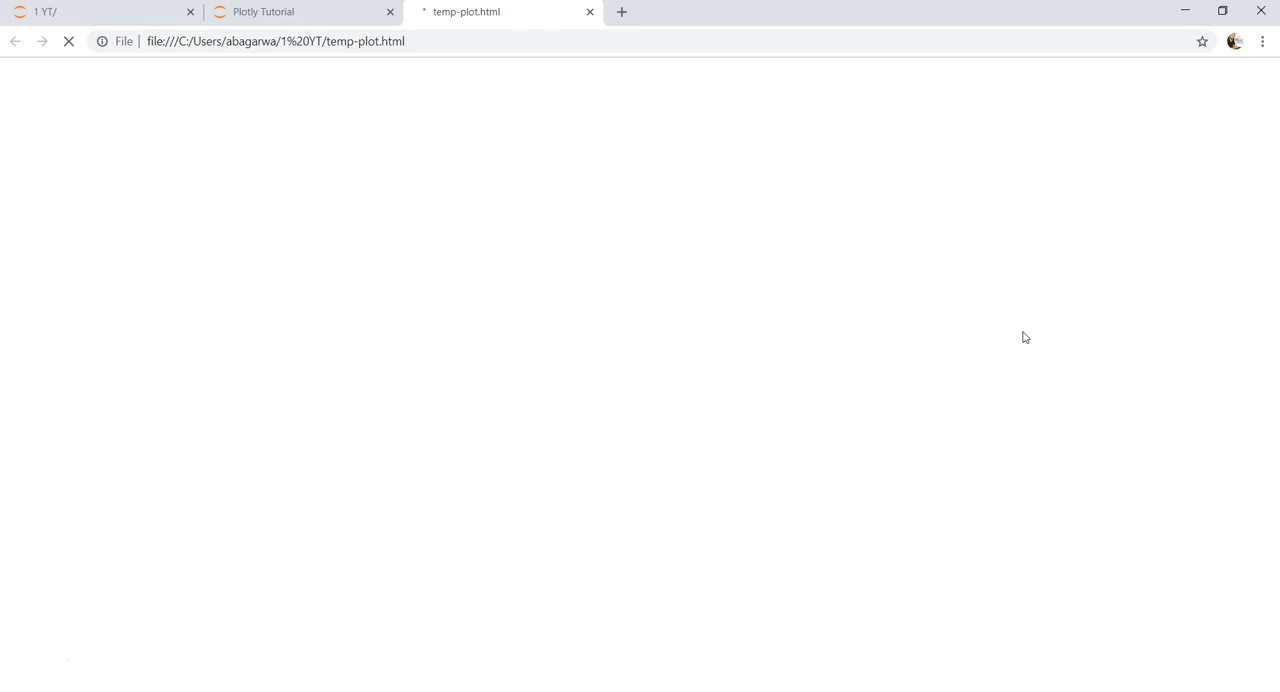 1 YT/
Plotly Tutorial
temp-plot.html
File
file:///C:/Users/abagarwa/1%20YT/temp-plot.html